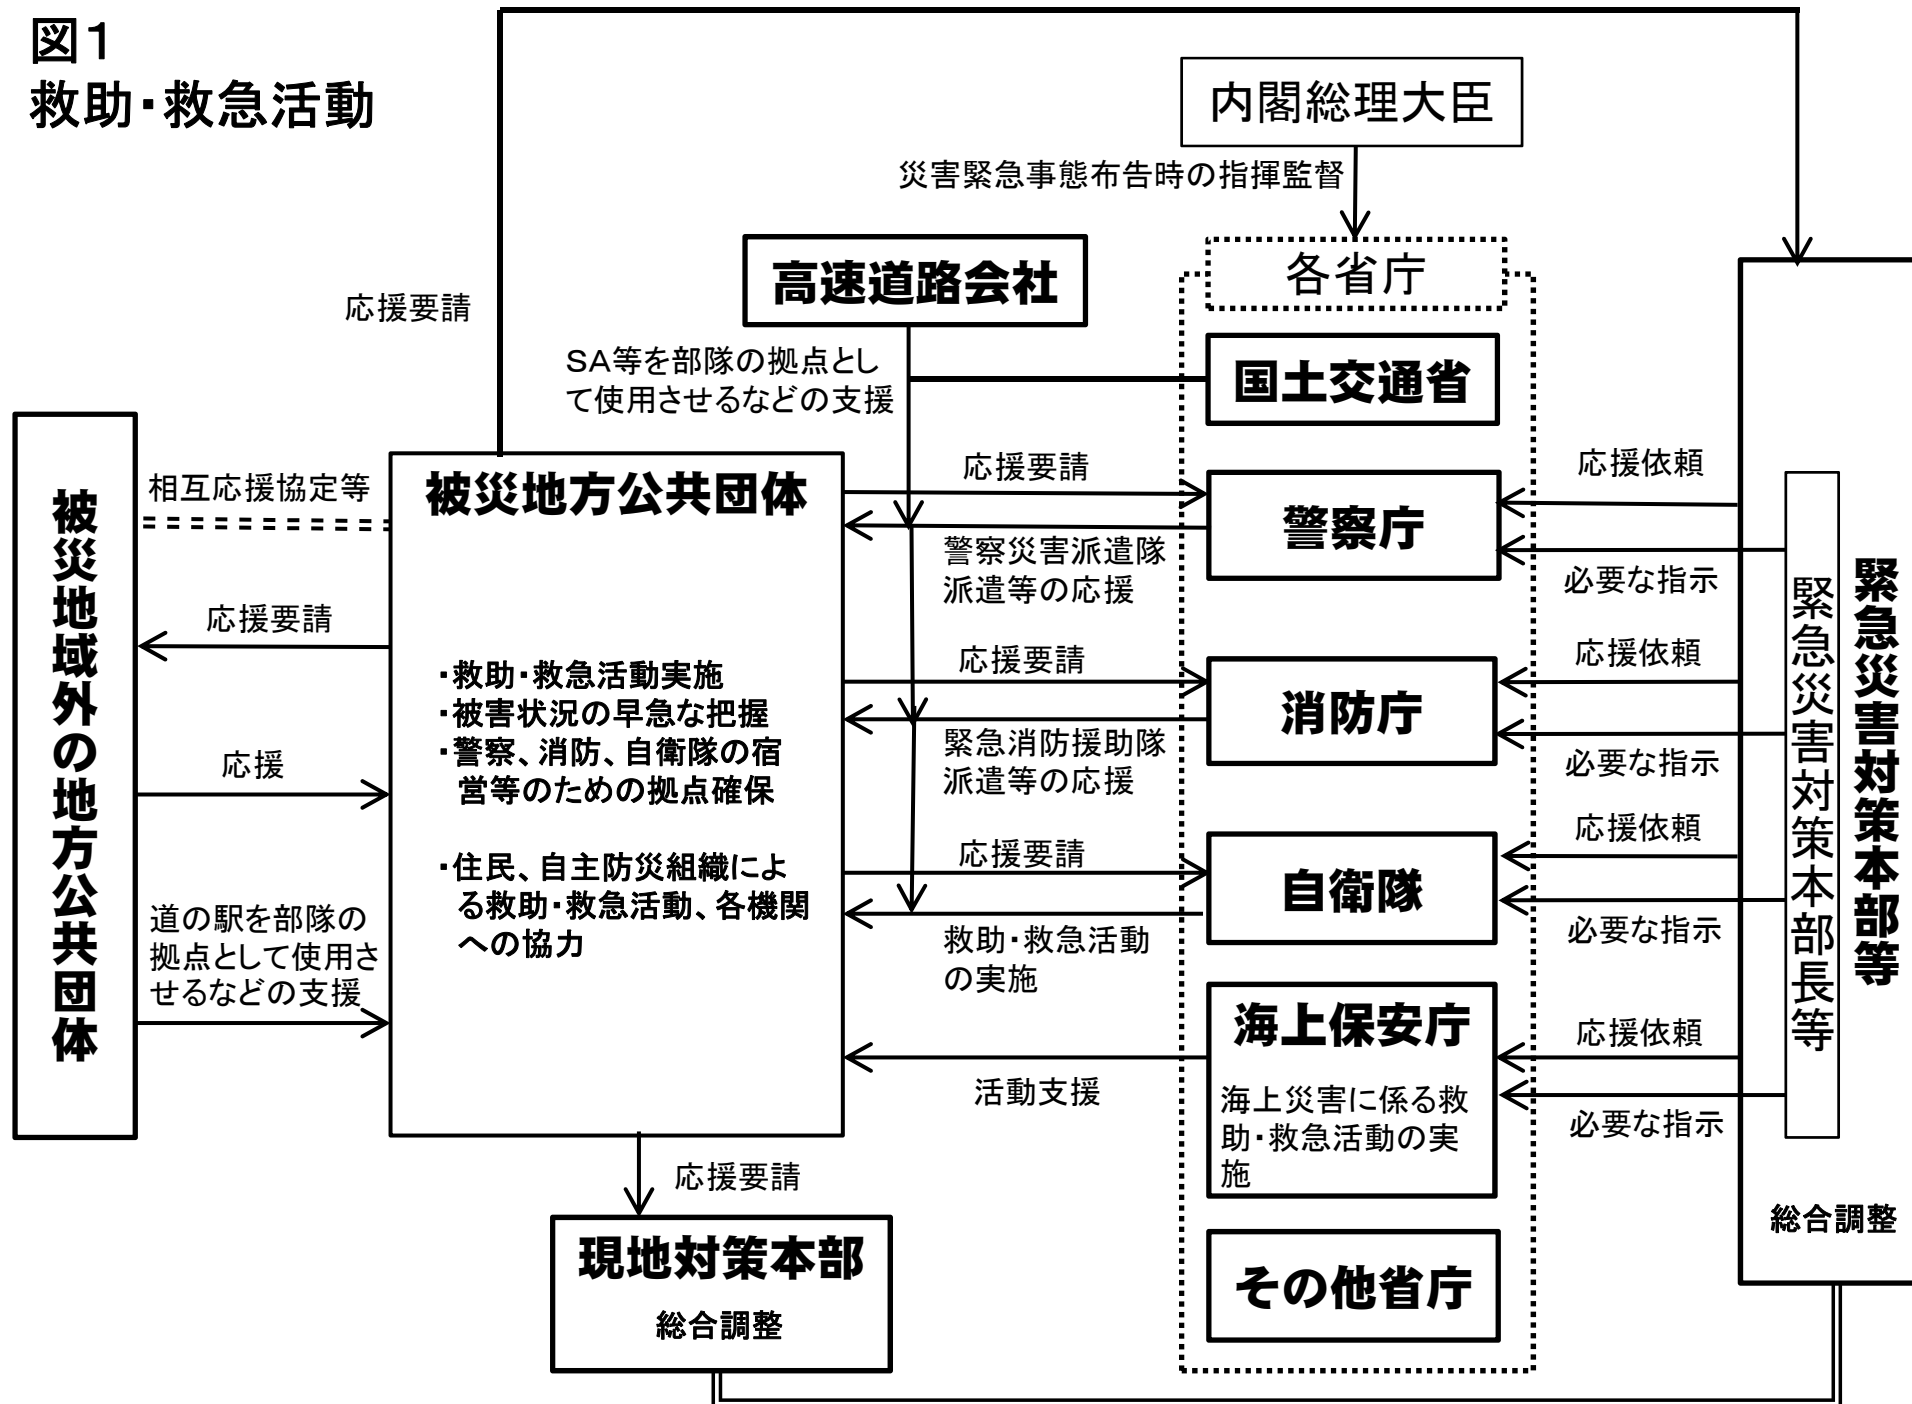 図1
救助・救急活動
内閣総理大臣
災害緊急事態布告時の指揮監督
各省庁
高速道路会社
応援要請
SA等を部隊の拠点とし
て使用させるなどの支援
国土交通省
被災地域外の地方公共団体
相互応援協定等
応援要請
応援
道の駅を部隊の
拠点として使用さ
せるなどの支援
被災地方公共団体
・救助・救急活動実施
・被害状況の早急な把握
・警察、消防、自衛隊の宿
営等のための拠点確保
・住民、自主防災組織によ
る救助・救急活動、各機関
への協力
応援要請
警察災害派遣隊
派遣等の応援
応援要請
緊急消防援助隊
派遣等の応援
応援要請
救助・救急活動
の実施
活動支援
警察庁
消防庁
自衛隊
海上保安庁
海上災害に係る救
助・救急活動の実
施
その他省庁
応援依頼
必要な指示
応援依頼
必要な指示
応援依頼
必要な指示
応援依頼
必要な指示
緊急災害対策本部長等
緊急災害対策本部等
総合調整
応援要請
現地対策本部
総合調整